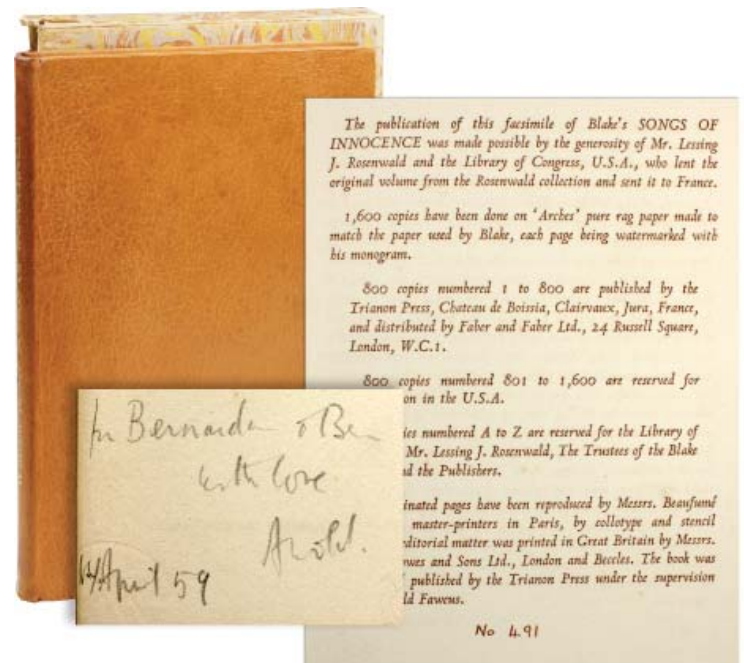 The publication of this facsimile of Blake's SONGS OF
INNOCENCE was made possible by the generosity of Mr. Lessing
J. Rosenwald and the Library of Congress, U.S.A., who lent the
original volume from the Rosenwald collection and sent it to France.
1,600 copies have been done on 'Arches' pure rag paper made to
match the paper used by Blake, each page being watermarked with
his monogram.
800 copies numbered 1 to 800 are published by the
Trianon Press, Chateau de Boissia, Clairvaux, Jura, France,
and distributed by Faber and Faber Ltd., 24 Russell Square,
London, W.C.1.
800 copies numbered 801 to 1,600 are reserved for
on in the U.S.A.
ies numbered A to Z are reserved for the Library of
Mr. Lessing J. Rosenwald, The Trustees of the Blake
d the Publishers.
inated pages have been reproduced by Messrs. Beaufumé
master-printers in Paris, by collotype and stencil
ditorial matter was printed in Great Britain by Messrs.
wes and Sons Ltd., London and Beccles. The book was
published by the Trianon Press under the supervision
ld Fawcus.
No 491
for Bernarda & Ben
with love
Arnold.
April 59